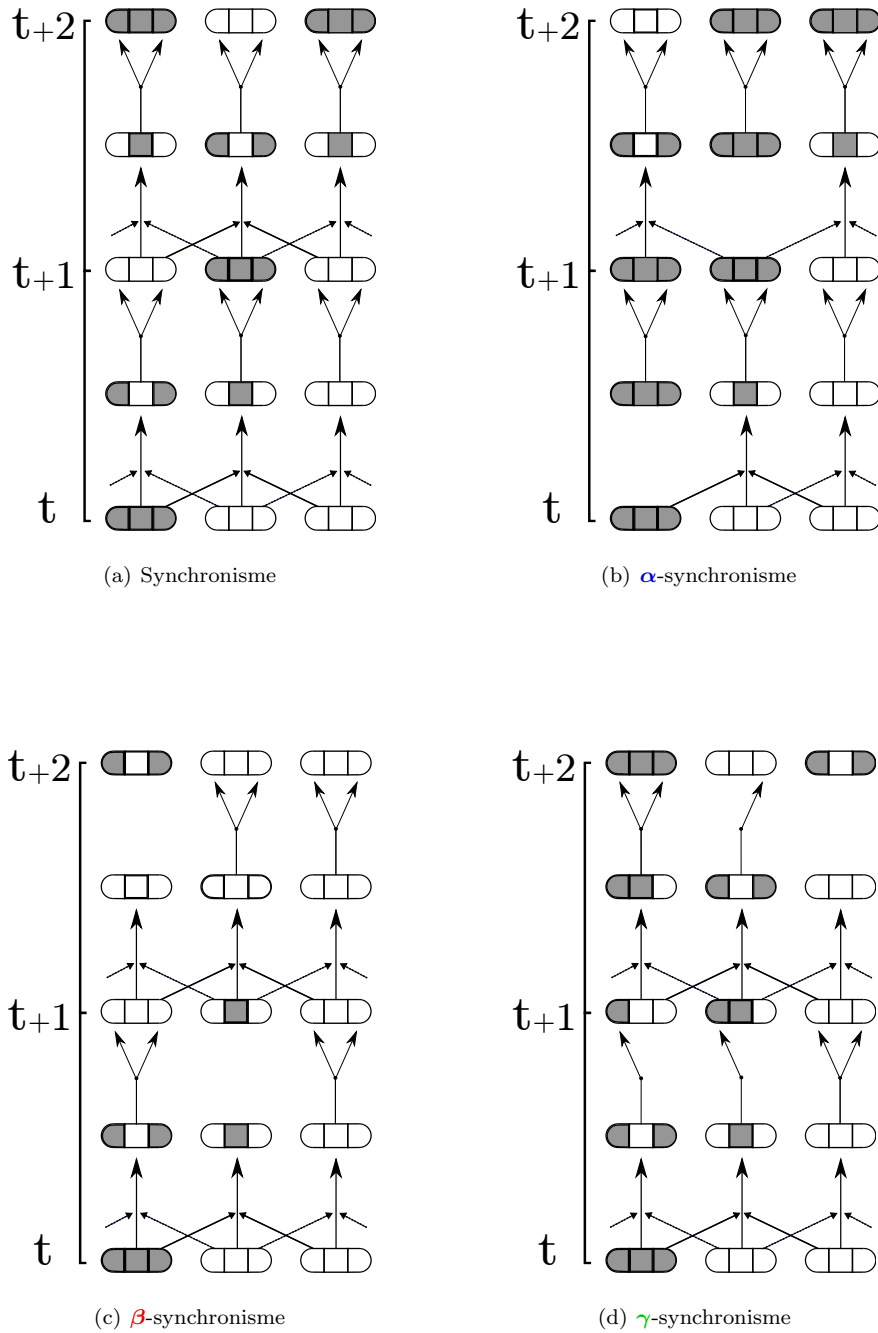 t+2
t+1
t
(a) Synchronisme
t+2
t+1
t
(b) α-synchronisme
t+2
t+1
t
(c) β-synchronisme
t+2
t+1
t
(d) γ-synchronisme